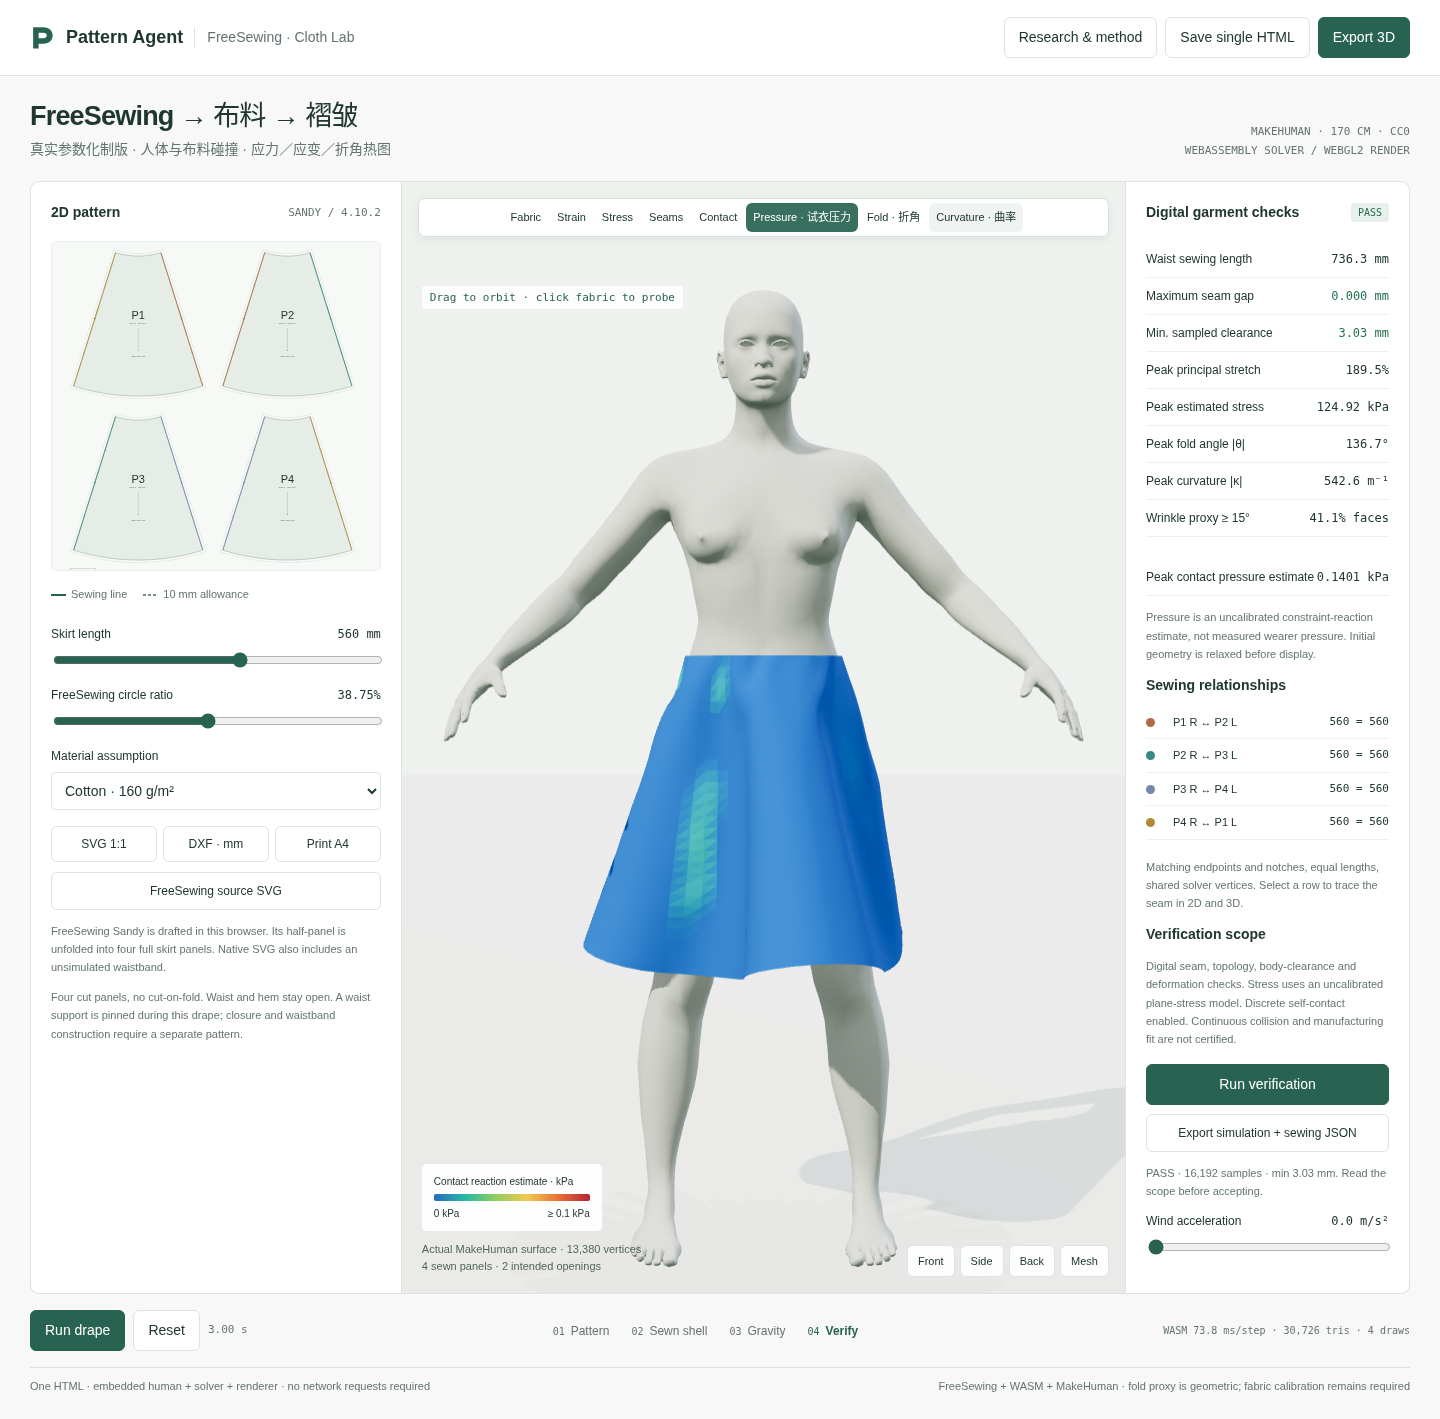 Pattern Agent
FreeSewing · Cloth Lab
Research & method
Save single HTML
Export 3D
FreeSewing → 布料 → 褶皱
真实参数化制版 · 人体与布料碰撞 · 应力／应变／折角热图
MAKEHUMAN · 170 CM · CC0
WEBASSEMBLY SOLVER / WEBGL2 RENDER
2D pattern
SANDY / 4.10.2
P1
P2
P3
P4
Sewing line
10 mm allowance
Skirt length 560 mm
FreeSewing circle ratio 38.75%
Material assumption
Cotton · 160 g/m²
SVG 1:1
DXF · mm
Print A4
FreeSewing source SVG
FreeSewing Sandy is drafted in this browser. Its half-panel is
unfolded into four full skirt panels. Native SVG also includes an
unsimulated waistband.
Four cut panels, no cut-on-fold. Waist and hem stay open. A waist
support is pinned during this drape; closure and waistband
construction require a separate pattern.
Fabric
Strain
Stress
Seams
Contact
Pressure · 试衣压力
Fold · 折角
Curvature · 曲率
Drag to orbit · click fabric to probe
Contact reaction estimate · kPa
0 kPa
≥ 0.1 kPa
Actual MakeHuman surface · 13,380 vertices
4 sewn panels · 2 intended openings
Front
Side
Back
Mesh
Digital garment checks
PASS
Waist sewing length 736.3 mm
Maximum seam gap 0.000 mm
Min. sampled clearance 3.03 mm
Peak principal stretch 189.5%
Peak estimated stress 124.92 kPa
Peak fold angle |θ| 136.7°
Peak curvature |κ| 542.6 m⁻¹
Wrinkle proxy ≥ 15° 41.1% faces
Peak contact pressure estimate 0.1401 kPa
Pressure is an uncalibrated constraint-reaction
estimate, not measured wearer pressure. Initial
geometry is relaxed before display.
Sewing relationships
P1 R ↔ P2 L 560 = 560
P2 R ↔ P3 L 560 = 560
P3 R ↔ P4 L 560 = 560
P4 R ↔ P1 L 560 = 560
Matching endpoints and notches, equal lengths,
shared solver vertices. Select a row to trace the
seam in 2D and 3D.
Verification scope
Digital seam, topology, body-clearance and
deformation checks. Stress uses an uncalibrated
plane-stress model. Discrete self-contact
enabled. Continuous collision and manufacturing
fit are not certified.
Run verification
Export simulation + sewing JSON
PASS · 16,192 samples · min 3.03 mm. Read the
scope before accepting.
Wind acceleration 0.0 m/s²
Run drape
Reset
3.00 s
01 Pattern
02 Sewn shell
03 Gravity
04 Verify
WASM 73.8 ms/step · 30,726 tris · 4 draws
One HTML · embedded human + solver + renderer · no network requests required
FreeSewing + WASM + MakeHuman · fold proxy is geometric; fabric calibration remains required